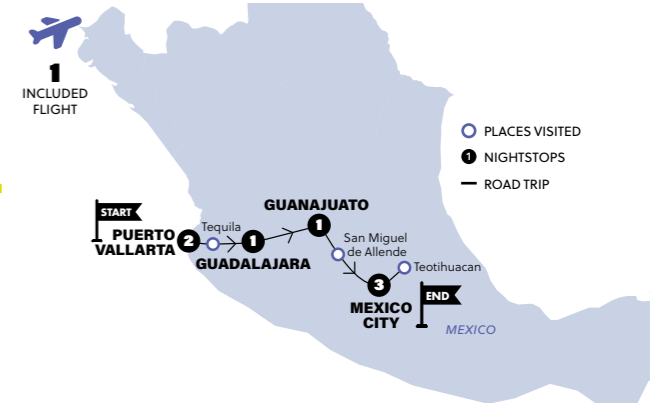 1
INCLUDED
FLIGHT
PLACES VISITED
1 NIGHTSTOPS
ROAD TRIP
START
PUERTO
VALLARTA
2
Tequila
1
GUADALAJARA
GUANAJUATO
1
San Miguel
de Allende
Teotihuacan
3
MEXICO
CITY
END
MEXICO